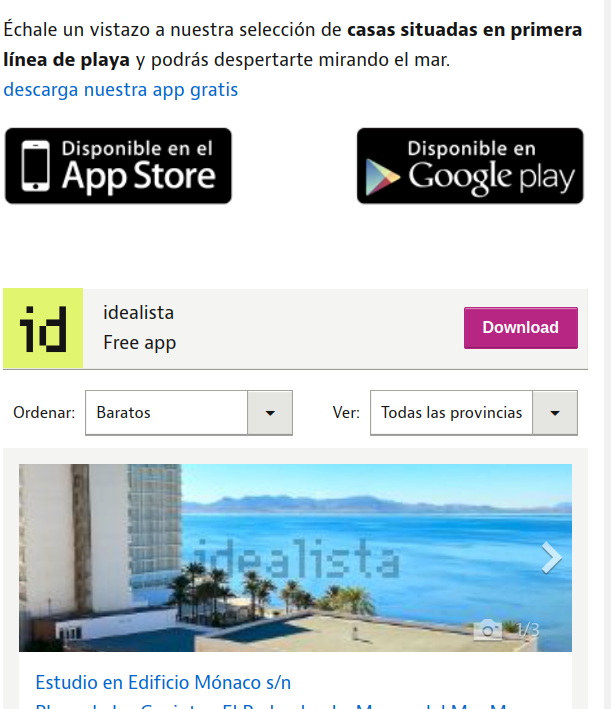 Échale un vistazo a nuestra selección de casas situadas en primera
línea de playa y podrás despertarte mirando el mar.
descarga nuestra app gratis
Disponible en el
App Store
Disponible en
Google play
id
idealista
Free app
Download
Ordenar: Baratos
Ver: Todas las provincias
idealista
1/3
Estudio en Edificio Mónaco s/n